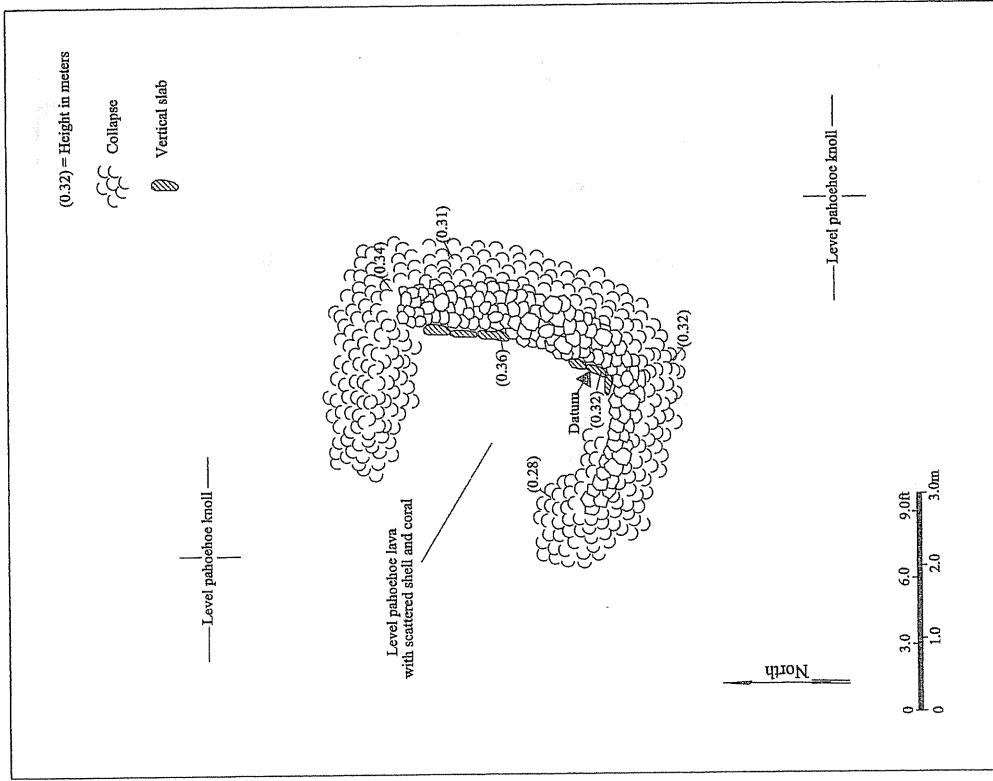 (0.32) = Height in meters
Collapse
Vertical slab
Level pahoehoe knoll
(0.34)
(0.31)
(0.36)
Datum
(0.32)
(0.32)
(0.28)
Level pahoehoe lava
with scattered shell and coral
Level pahoehoe knoll
North
0 3.0 6.0 9.0ft
0 1.0 2.0 3.0m